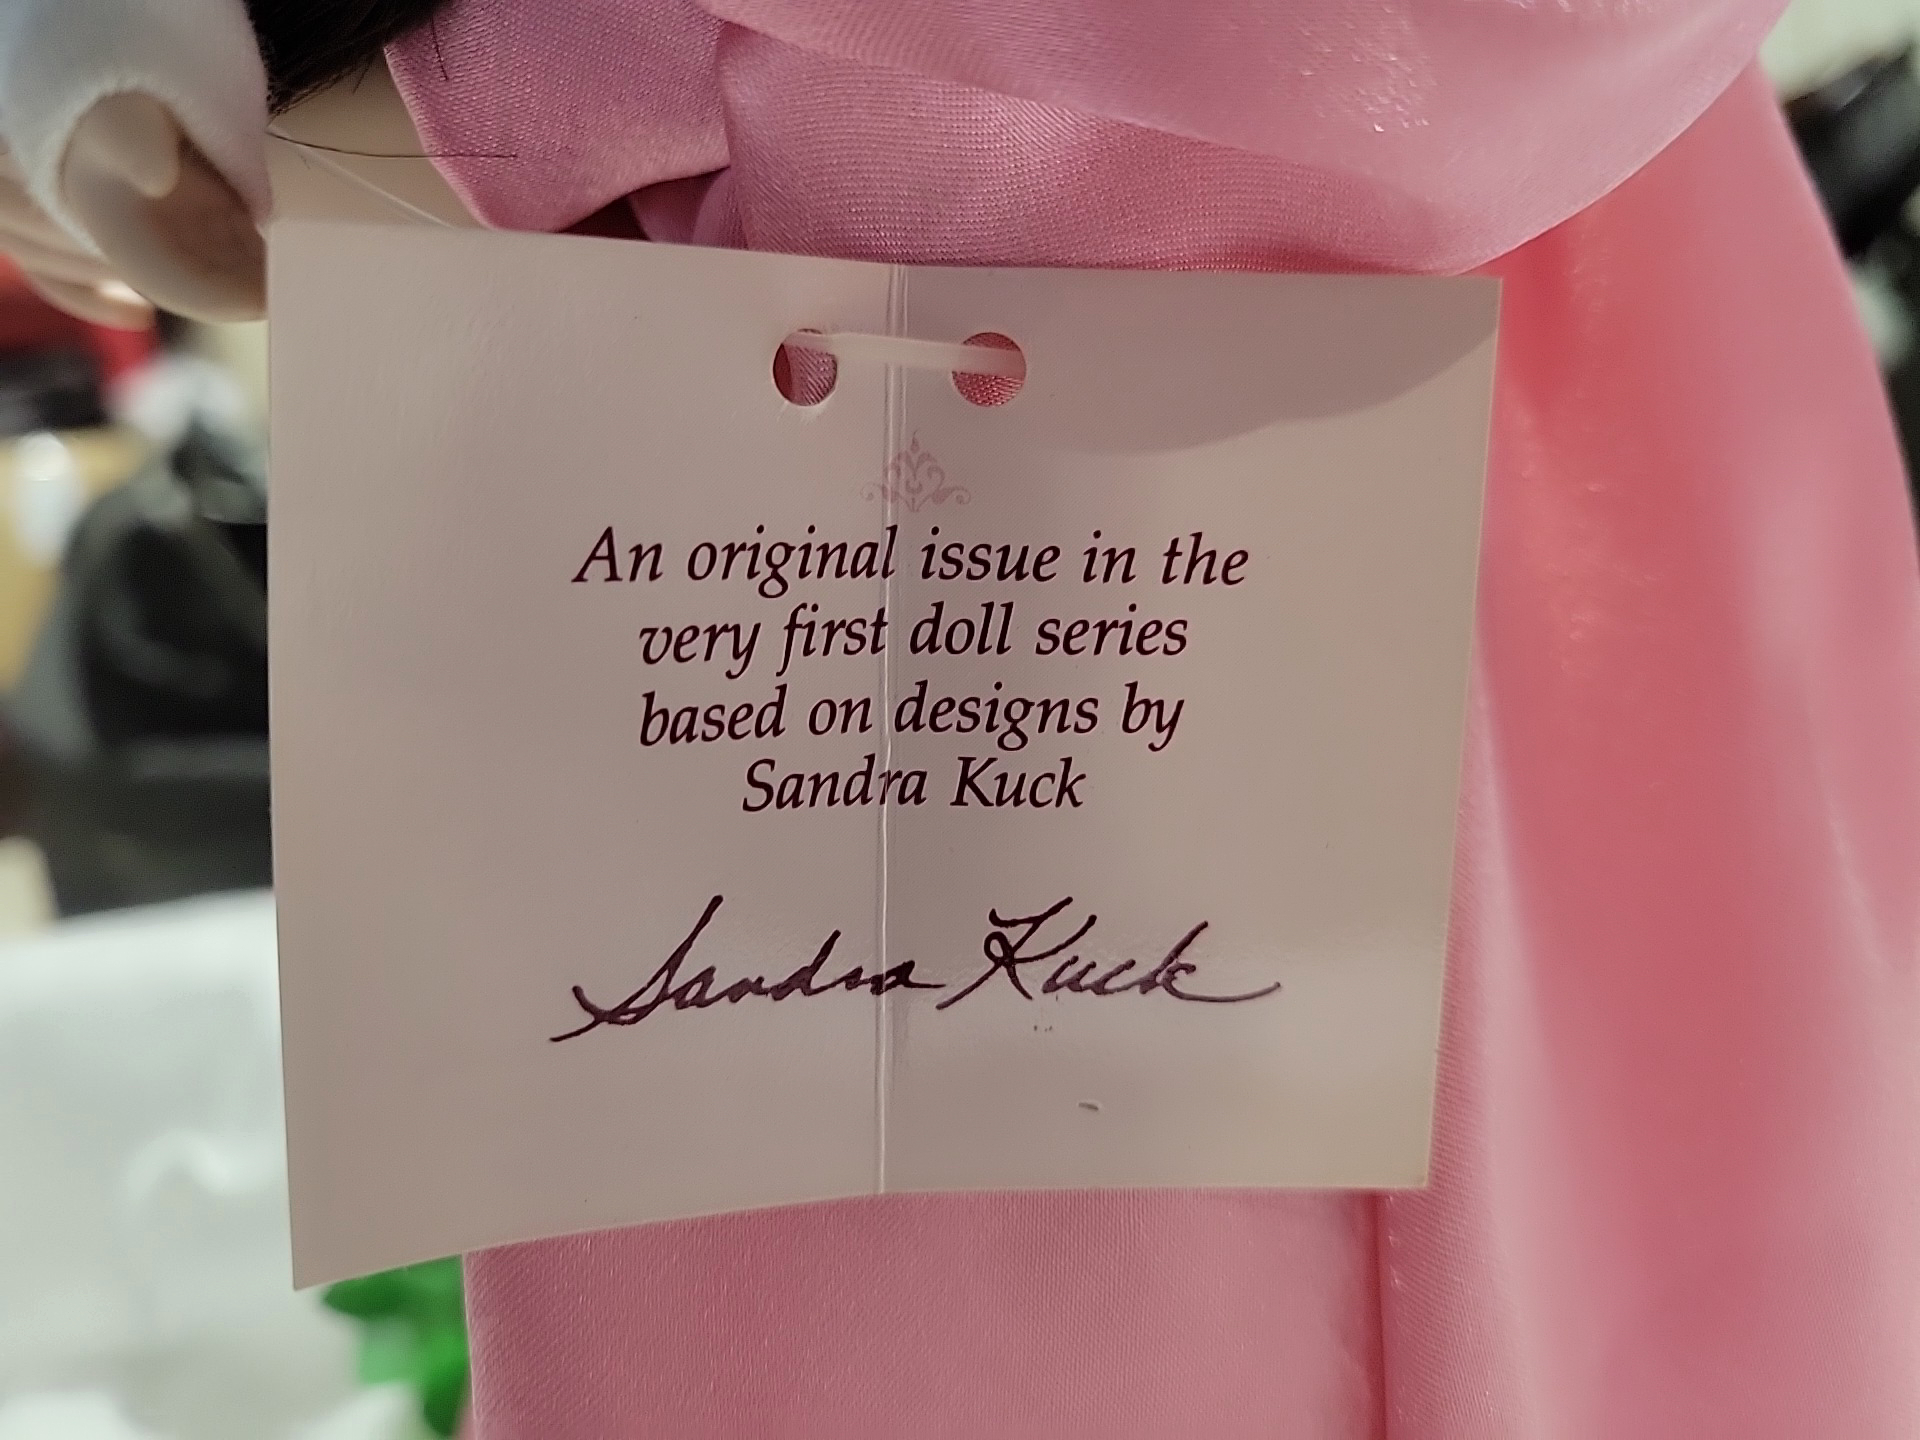 An original issue in the
very first doll series
based on designs by
Sandra Kuck
Sandra Kuck